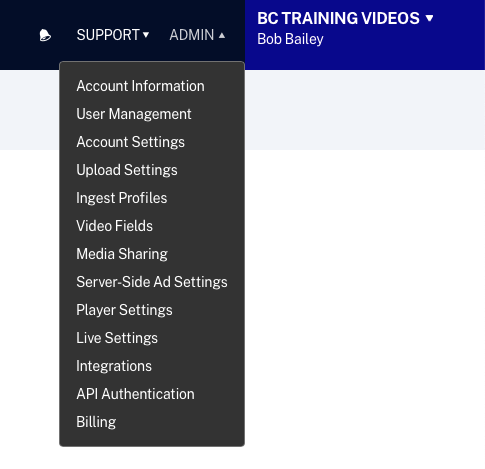 SUPPORT ADMIN BC TRAINING VIDEOS
Bob Bailey
Account Information
User Management
Account Settings
Upload Settings
Ingest Profiles
Video Fields
Media Sharing
Server-Side Ad Settings
Player Settings
Live Settings
Integrations
API Authentication
Billing